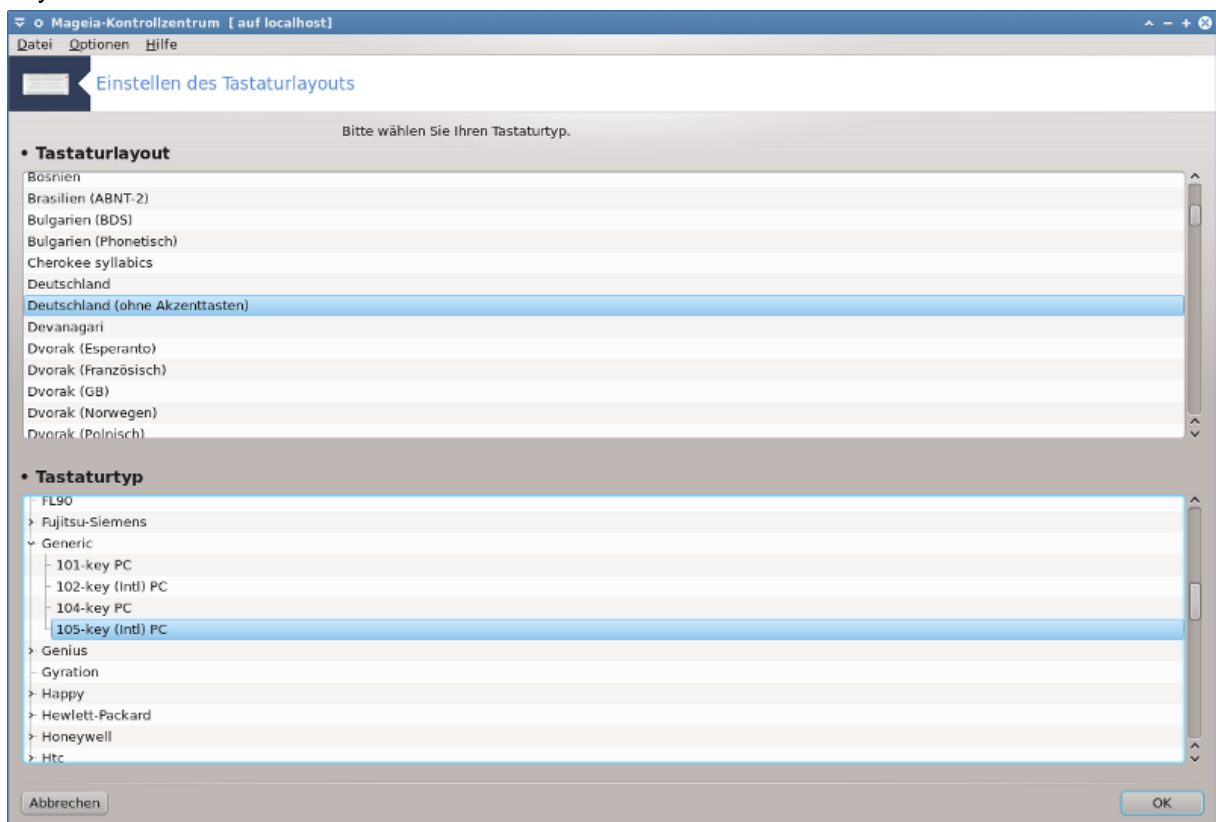 Mageia-Kontrollzentrum [ auf localhost]
Datei Optionen Hilfe
Einstellen des Tastaturlayouts
Bitte wählen Sie Ihren Tastaturtyp.
• Tastaturlayout
Bosnien
Brasilien (ABNT-2)
Bulgarien (BDS)
Bulgarien (Phonetisch)
Cherokee syllabics
Deutschland
Deutschland (ohne Akzenttasten)
Devanagari
Dvorak (Esperanto)
Dvorak (Französisch)
Dvorak (GB)
Dvorak (Norwegen)
Dvorak (Polnisch)
• Tastaturtyp
FL90
Fujitsu-Siemens
Generic
101-key PC
102-key (Intl) PC
104-key PC
105-key (Intl) PC
Genius
Gyration
Happy
Hewlett-Packard
Honeywell
Htc
Abbrechen OK